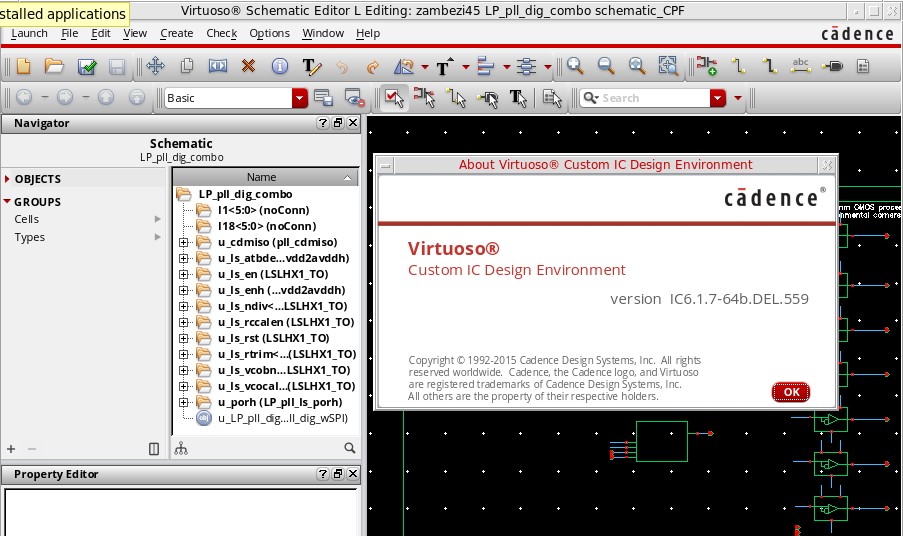 stalled applications
Virtuoso® Schematic Editor L Editing: zambezi45 LP_pll_dig_combo schematic_CPF
Launch File Edit View Create Check Options Window Help
cādence
abc
Basic
Search
Navigator
Schematic
LP_pll_dig_combo
OBJECTS
GROUPS
Cells
Types
Name
LP_pll_dig_combo
I1<5:0> (noConn)
I18<5:0> (noConn)
u_cdmiso (pll_cdmiso)
u_ls_atbde...vdd2avddh)
u_ls_en (LSLHX1_TO)
u_ls_enh (...vdd2avddh)
u_ls_ndiv<...LSLHX1_TO)
u_ls_rccalen (LSLHX1_TO)
u_ls_rst (LSLHX1_TO)
u_ls_rtrim<...(LSLHX1_TO)
u_ls_vcobn...LSLHX1_TO)
u_ls_vcocal...LSLHX1_TO)
u_porh (LP_pll_ls_porh)
obj u_LP_pll_dig...ll_dig_wSPI)
Property Editor
About Virtuoso® Custom IC Design Environment
cādence®
Virtuoso®
Custom IC Design Environment
version IC6.1.7-64b.DEL.559
Copyright © 1992-2015 Cadence Design Systems, Inc. All rights
reserved worldwide. Cadence, the Cadence logo, and Virtuoso
are registered trademarks of Cadence Design Systems, Inc.
All others are the property of their respective holders.
OK
nm CMOS proce
nmental corners